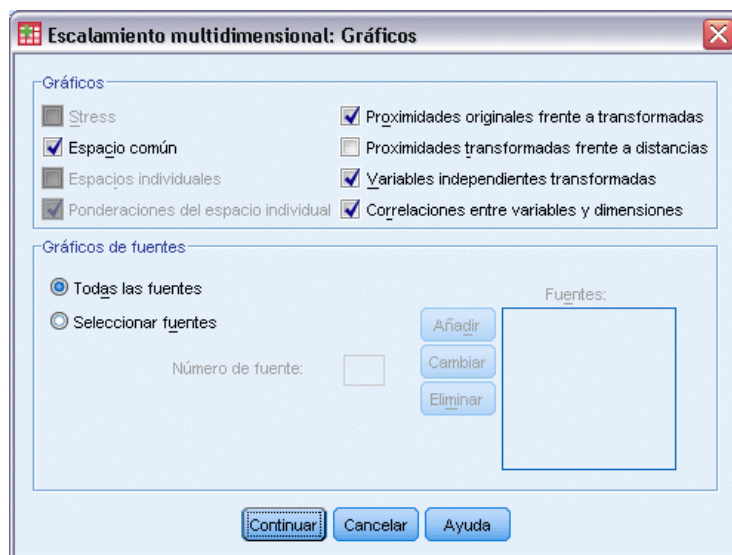 Escalamiento multidimensional: Gráficos
Gráficos
Stress
Espacio común
Espacios individuales
Ponderaciones del espacio individual
Proximidades originales frente a transformadas
Proximidades transformadas frente a distancias
Variables independientes transformadas
Correlaciones entre variables y dimensiones
Gráficos de fuentes
Todas las fuentes
Seleccionar fuentes
Número de fuente:
Añadir
Cambiar
Eliminar
Fuentes:
Continuar
Cancelar
Ayuda